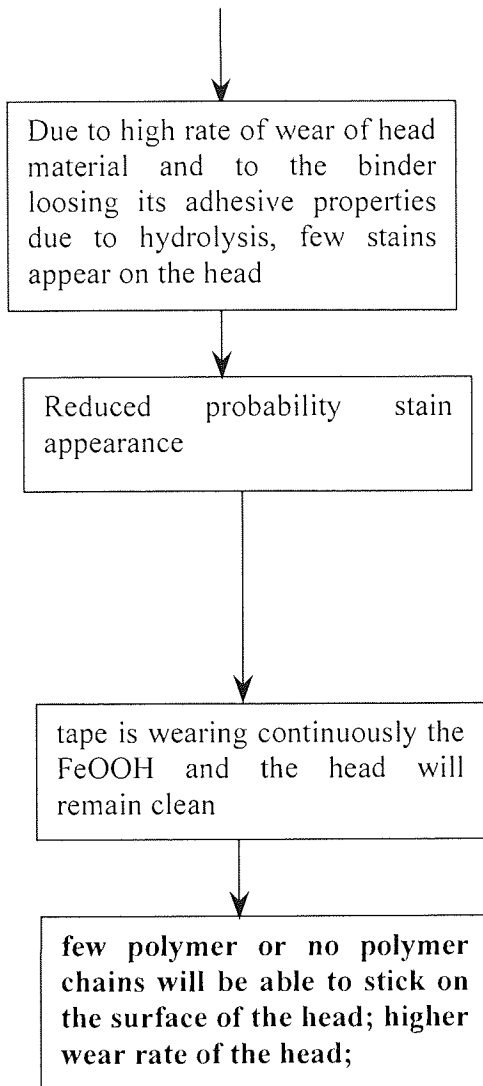 Due to high rate of wear of head
material and to the binder
loosing its adhesive properties
due to hydrolysis, few stains
appear on the head
Reduced probability stain
appearance
tape is wearing continuously the
FeOOH and the head will
remain clean
few polymer or no polymer
chains will be able to stick on
the surface of the head; higher
wear rate of the head;